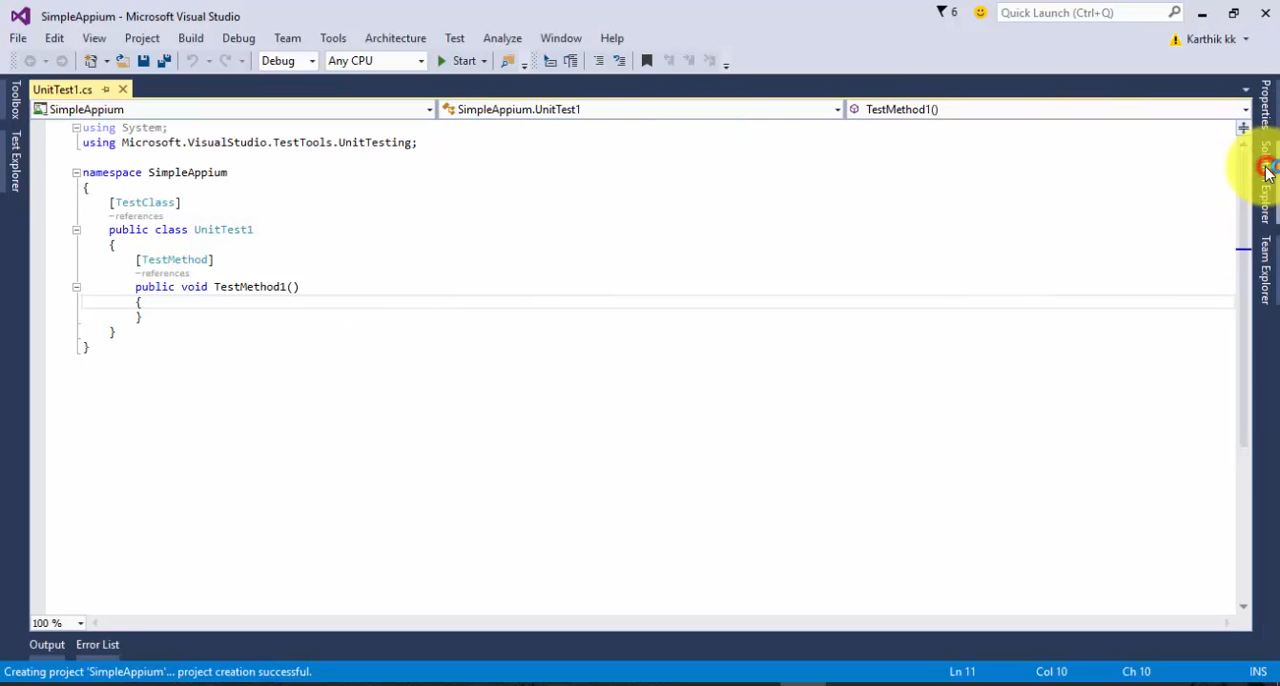 SimpleAppium - Microsoft Visual Studio
6
Quick Launch (Ctrl+Q)
File Edit View Project Build Debug Team Tools Architecture Test Analyze Window Help
Karthik kk
Debug Any CPU Start
UnitTest1.cs
SimpleAppium SimpleAppium.UnitTest1 TestMethod1()
Toolbox
Test Explorer
using System;
using Microsoft.VisualStudio.TestTools.UnitTesting;
namespace SimpleAppium
{
[TestClass]
-references
public class UnitTest1
{
[TestMethod]
-references
public void TestMethod1()
{
}
}
}
Properties
Explorer
Team Explorer
100 %
Output Error List
Creating project 'SimpleAppium'... project creation successful. Ln 11 Col 10 Ch 10 INS